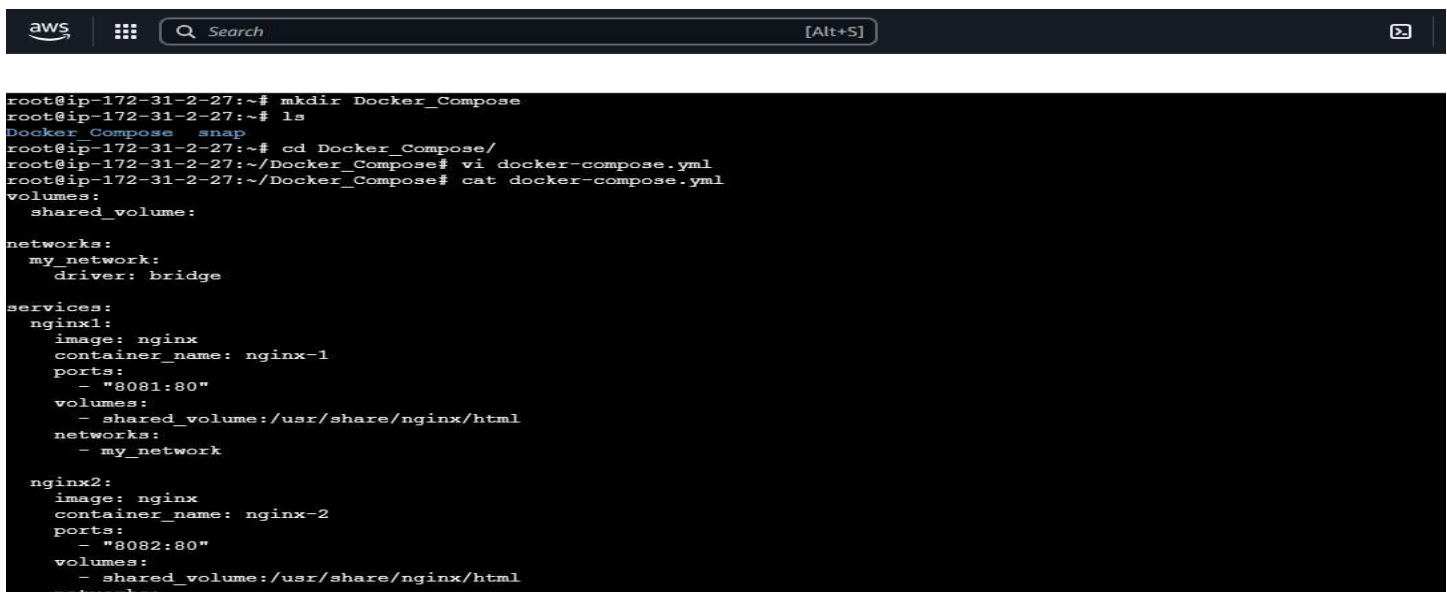 aws
Search [Alt+S]
root@ip-172-31-2-27:~# mkdir Docker_Compose
root@ip-172-31-2-27:~# ls
Docker_Compose  snap
root@ip-172-31-2-27:~# cd Docker_Compose/
root@ip-172-31-2-27:~/Docker_Compose# vi docker-compose.yml
root@ip-172-31-2-27:~/Docker_Compose# cat docker-compose.yml
volumes:
  shared_volume:
networks:
  my_network:
    driver: bridge
services:
  nginx1:
    image: nginx
    container_name: nginx-1
    ports:
      - "8081:80"
    volumes:
      - shared_volume:/usr/share/nginx/html
    networks:
      - my_network
  nginx2:
    image: nginx
    container_name: nginx-2
    ports:
      - "8082:80"
    volumes:
      - shared_volume:/usr/share/nginx/html